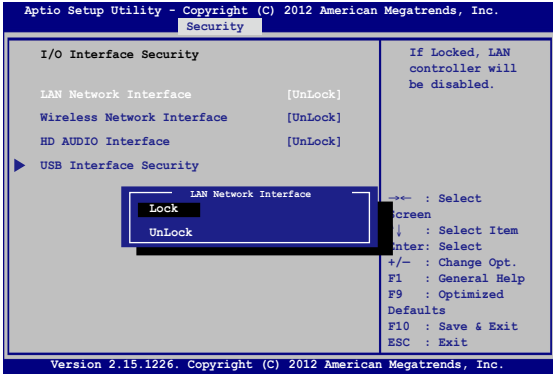 Aptio Setup Utility - Copyright (C) 2012 American Megatrends, Inc.
Security
I/O Interface Security
LAN Network Interface [UnLock]
Wireless Network Interface [UnLock]
HD AUDIO Interface [UnLock]
USB Interface Security
LAN Network Interface
Lock
UnLock
If Locked, LAN
controller will
be disabled.
→← : Select
Screen
↓ : Select Item
Enter: Select
+/— : Change Opt.
F1 : General Help
F9 : Optimized
Defaults
F10 : Save & Exit
ESC : Exit
Version 2.15.1226. Copyright (C) 2012 American Megatrends, Inc.